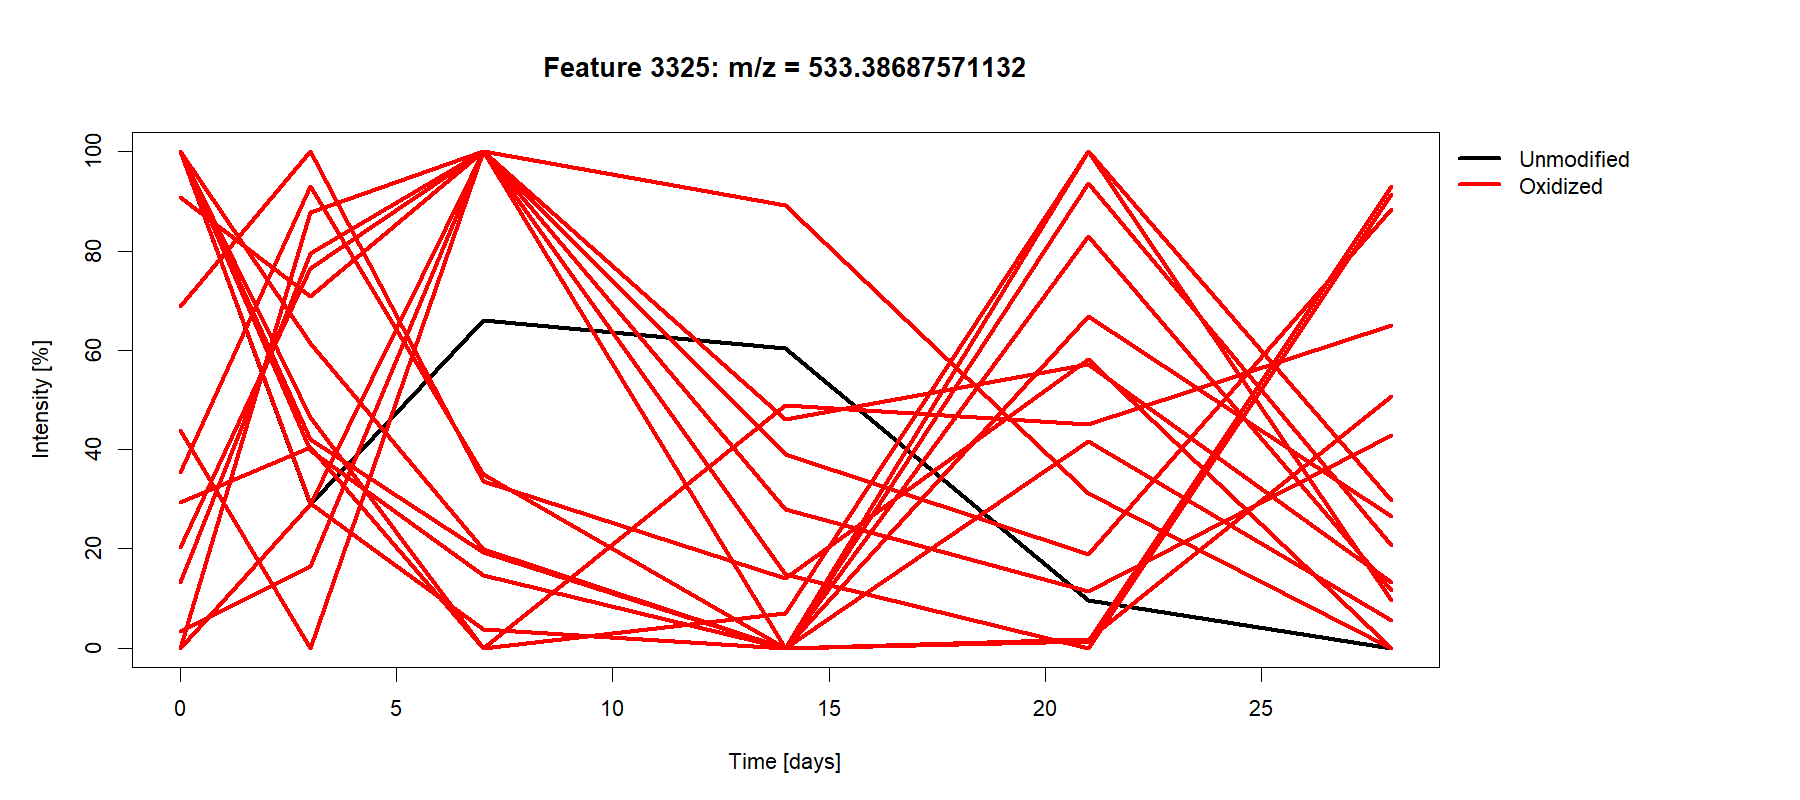 Feature 3325: m/z = 533.38687571132
Unmodified
Oxidized
Intensity [%]
100
80
60
40
20
0
0 5 10 15 20 25
Time [days]